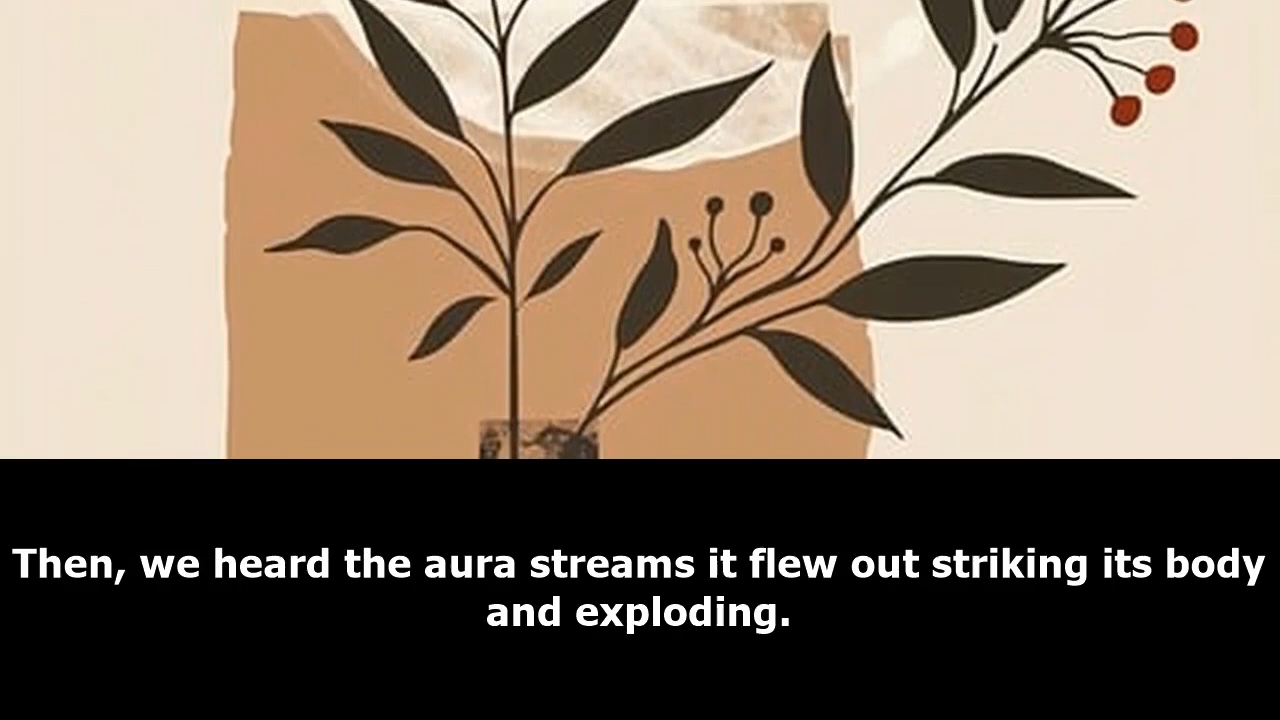 Then, we heard the aura streams it flew out striking its body
and exploding.